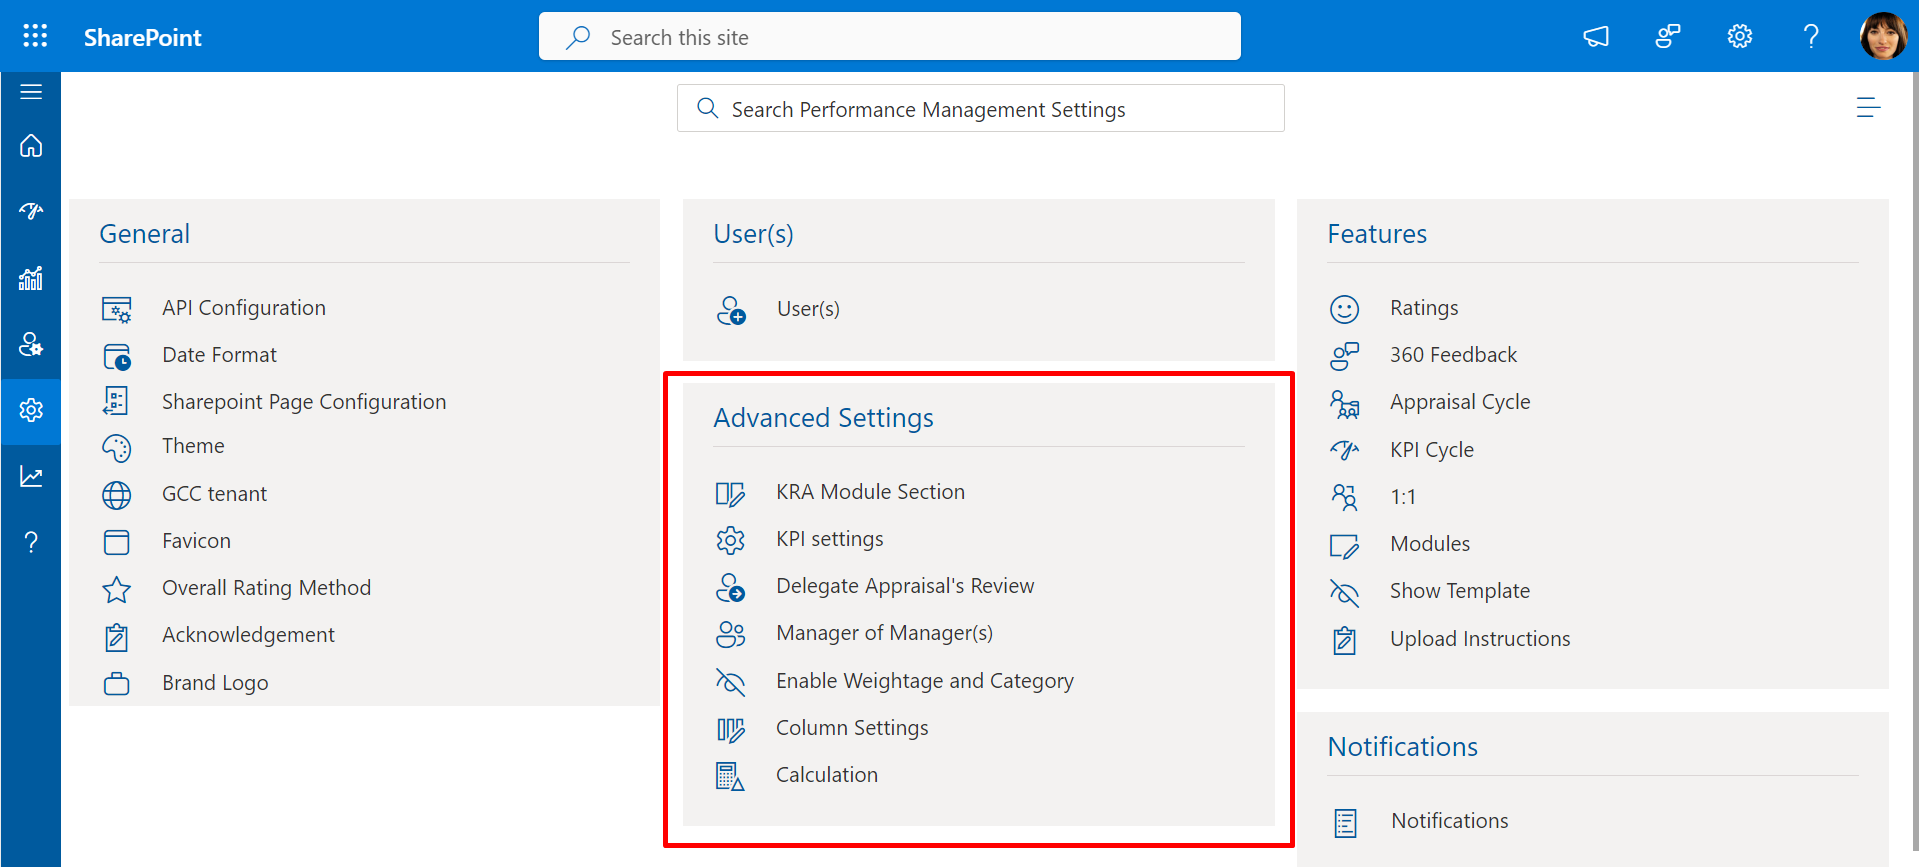 SharePoint
Search this site
Search Performance Management Settings
General
API Configuration
Date Format
Sharepoint Page Configuration
Theme
GCC tenant
Favicon
Overall Rating Method
Acknowledgement
Brand Logo
User(s)
User(s)
Advanced Settings
KRA Module Section
KPI settings
Delegate Appraisal's Review
Manager of Manager(s)
Enable Weightage and Category
Column Settings
Calculation
Features
Ratings
360 Feedback
Appraisal Cycle
KPI Cycle
1:1
Modules
Show Template
Upload Instructions
Notifications
Notifications